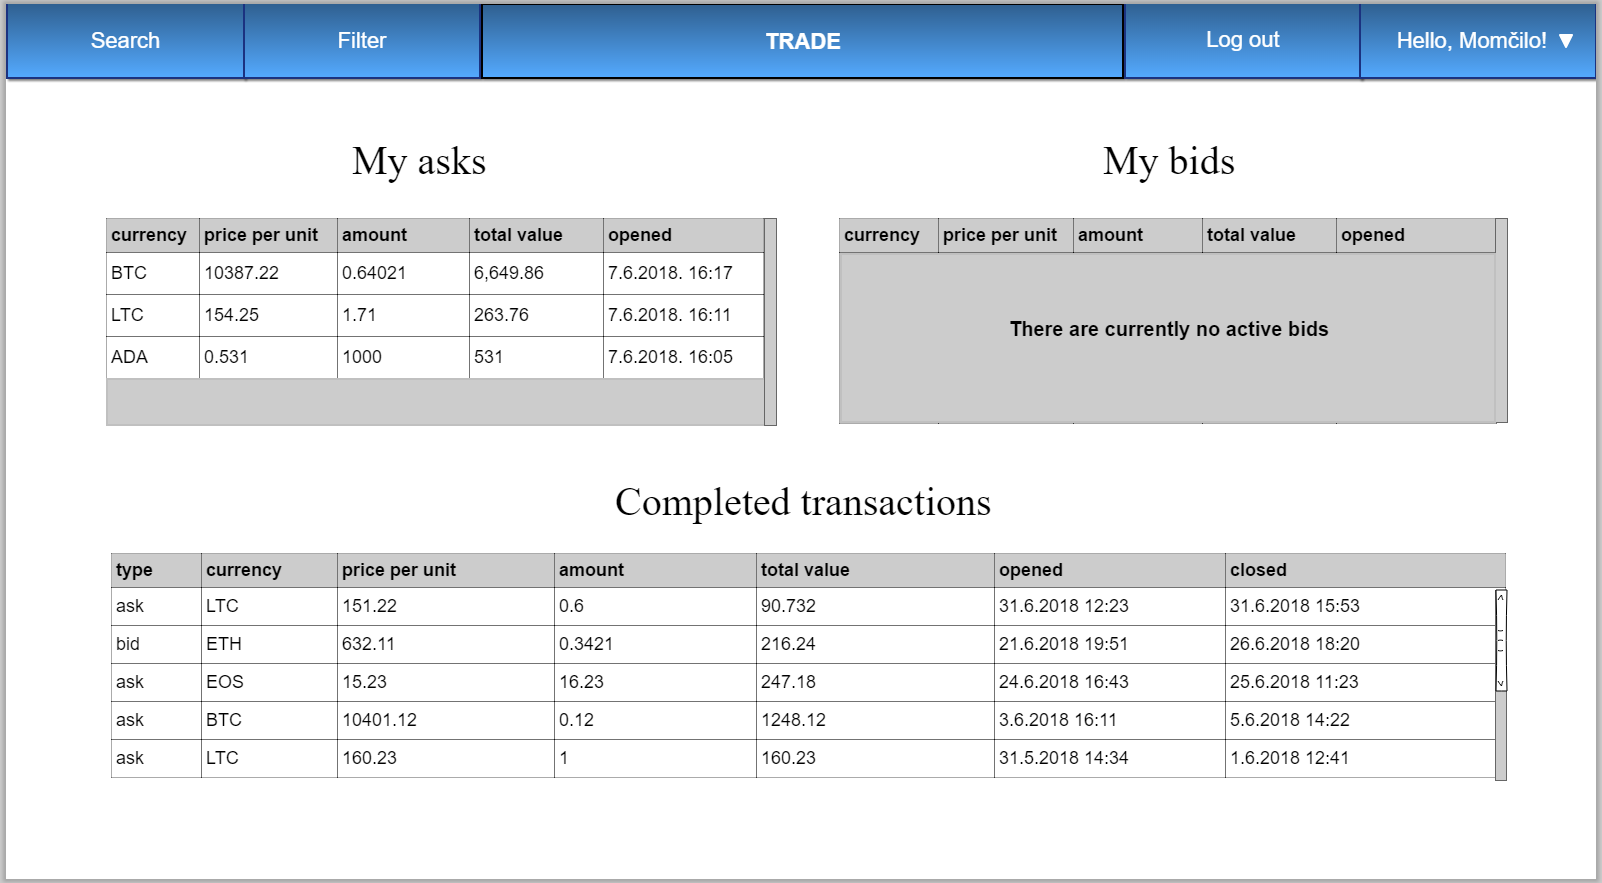 Search Filter TRADE Log out Hello, Momčilo! ▼
My asks
currency price per unit amount total value opened
BTC 10387.22 0.64021 6,649.86 7.6.2018. 16:17
LTC 154.25 1.71 263.76 7.6.2018. 16:11
ADA 0.531 1000 531 7.6.2018. 16:05
My bids
currency price per unit amount total value opened
There are currently no active bids
Completed transactions
type currency price per unit amount total value opened closed
ask LTC 151.22 0.6 90.732 31.6.2018 12:23 31.6.2018 15:53
bid ETH 632.11 0.3421 216.24 21.6.2018 19:51 26.6.2018 18:20
ask EOS 15.23 16.23 247.18 24.6.2018 16:43 25.6.2018 11:23
ask BTC 10401.12 0.12 1248.12 3.6.2018 16:11 5.6.2018 14:22
ask LTC 160.23 1 160.23 31.5.2018 14:34 1.6.2018 12:41